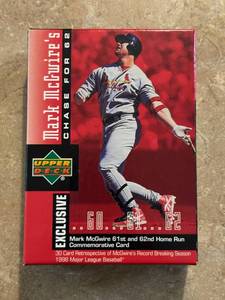 Mark McGwire's
CHASE FOR 62
UPPER
DECK
EXCLUSIVE
60 61 62
Mark McGwire 61st and 62nd Home Run
Commemorative Card
30 Card Retrospective of McGwire's Record Breaking Season
1998 Major League Baseball